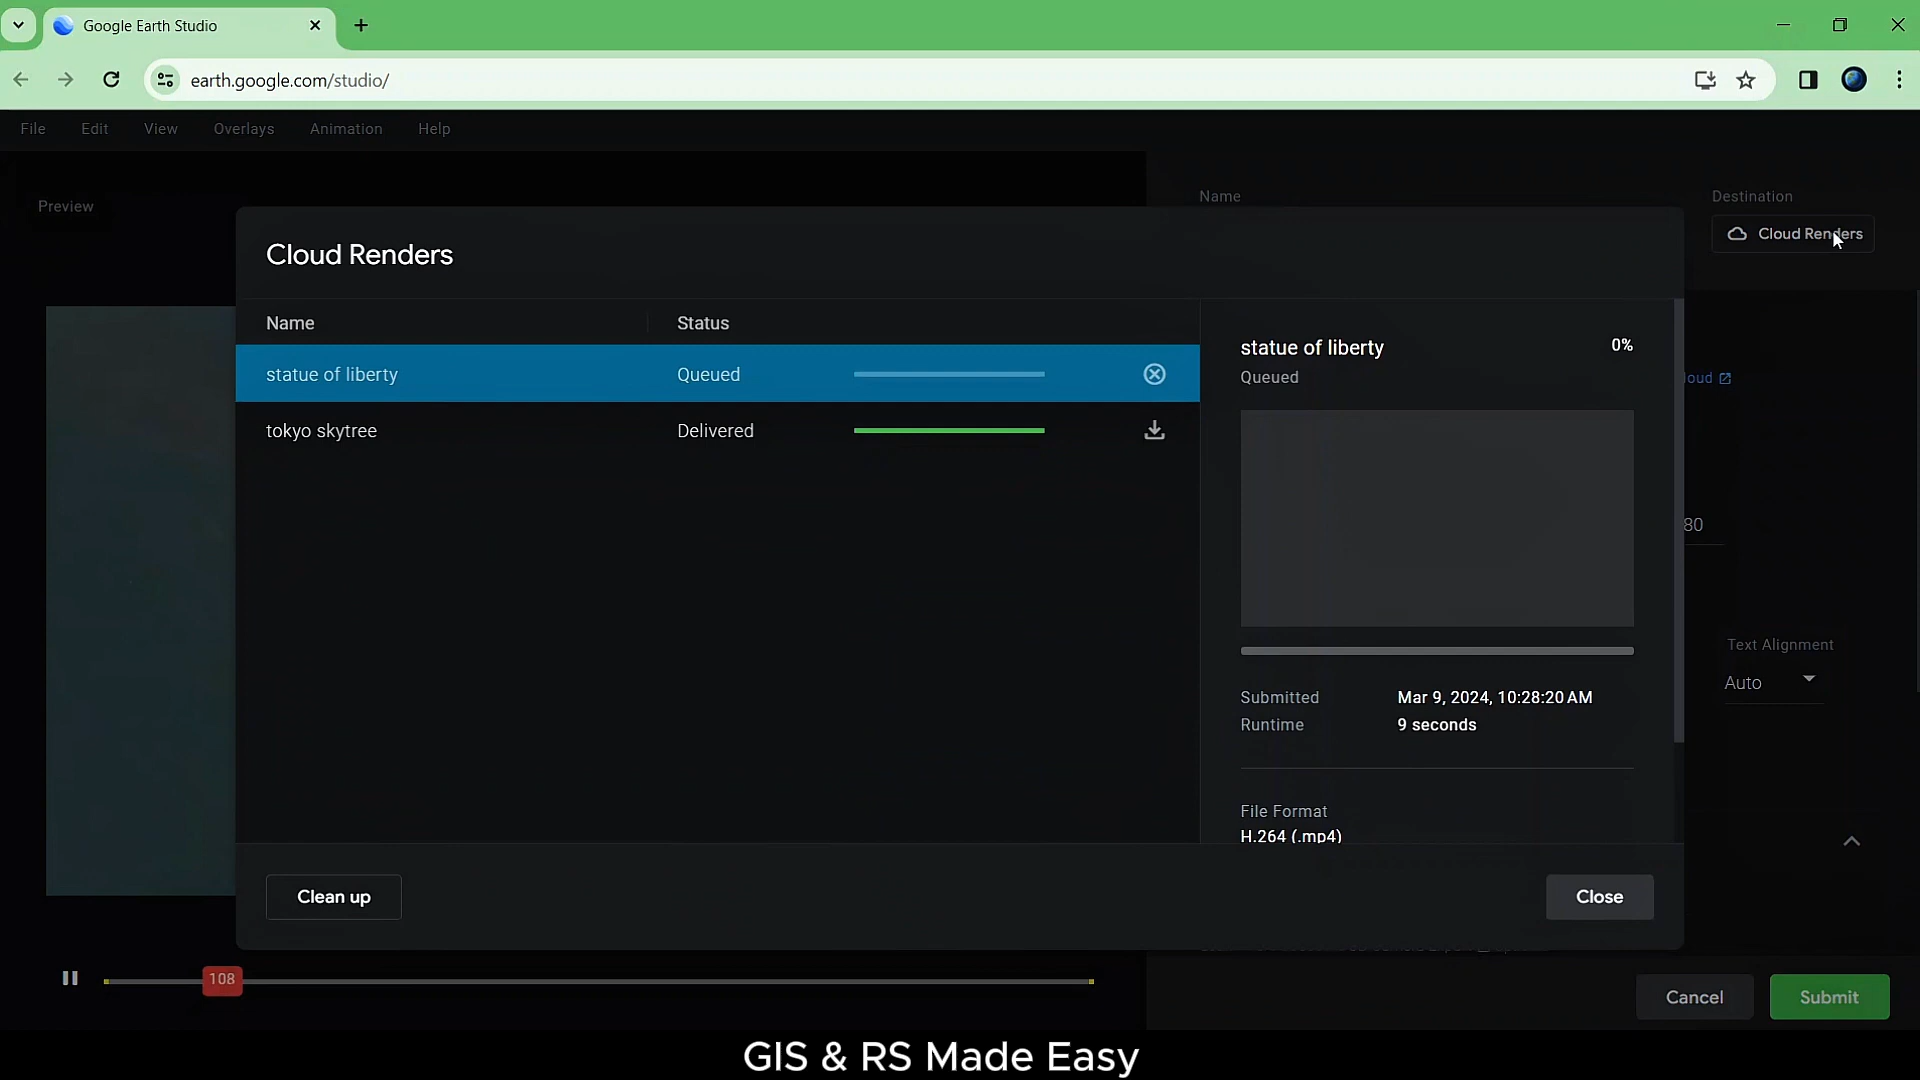 Google Earth Studio
earth.google.com/studio/
File Edit View Overlays Animation Help
Preview
Name
Destination
Cloud Renders
Cloud Renders
Name Status
statue of liberty Queued
tokyo skytree Delivered
statue of liberty 0%
Queued
Submitted Mar 9, 2024, 10:28:20 AM
Runtime 9 seconds
File Format
H.264 (.mp4)
loud
80
Text Alignment
Auto
Clean up
Close
108
Cancel
Submit
GIS & RS Made Easy